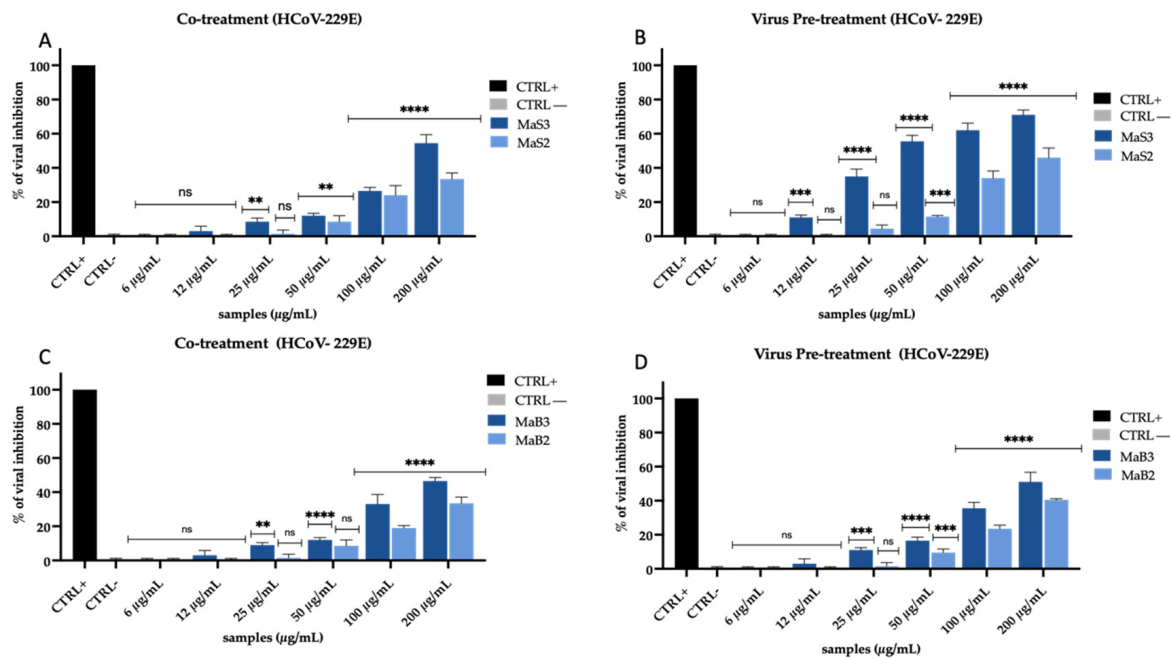 Co-treatment (HCoV-229E)
A
% of viral inhibition
100
80
60
40
20
0
ns
**
ns
**
****
CTRL+
CTRL-
6 µg/mL
12 µg/mL
25 µg/mL
50 µg/mL
100 µg/mL
200 µg/mL
samples (µg/mL)
CTRL+
CTRL —
MaS3
MaS2
Virus Pre-treatment (HCoV- 229E)
B
% of viral inhibition
100
80
60
40
20
0
ns
***
ns
****
ns
****
***
****
CTRL+
CTRL-
6 µg/mL
12 µg/mL
25 µg/mL
50 µg/mL
100 µg/mL
200 µg/mL
samples (µg/mL)
CTRL+
CTRL —
MaS3
MaS2
Co-treatment (HCoV- 229E)
C
% of viral inhibition
100
80
60
40
20
0
ns
**
ns
****
ns
****
CTRL+
CTRL-
6 µg/mL
12 µg/mL
25 µg/mL
50 µg/mL
100 µg/mL
200 µg/mL
samples (µg/mL)
CTRL+
CTRL —
MaB3
MaB2
Virus Pre-treatment (HCoV-229E)
D
% of viral inhibition
100
80
60
40
20
0
ns
***
ns
****
***
****
CTRL+
CTRL-
6 µg/mL
12 µg/mL
25 µg/mL
50 µg/mL
100 µg/mL
200 µg/mL
samples (µg/mL)
CTRL+
CTRL —
MaB3
MaB2